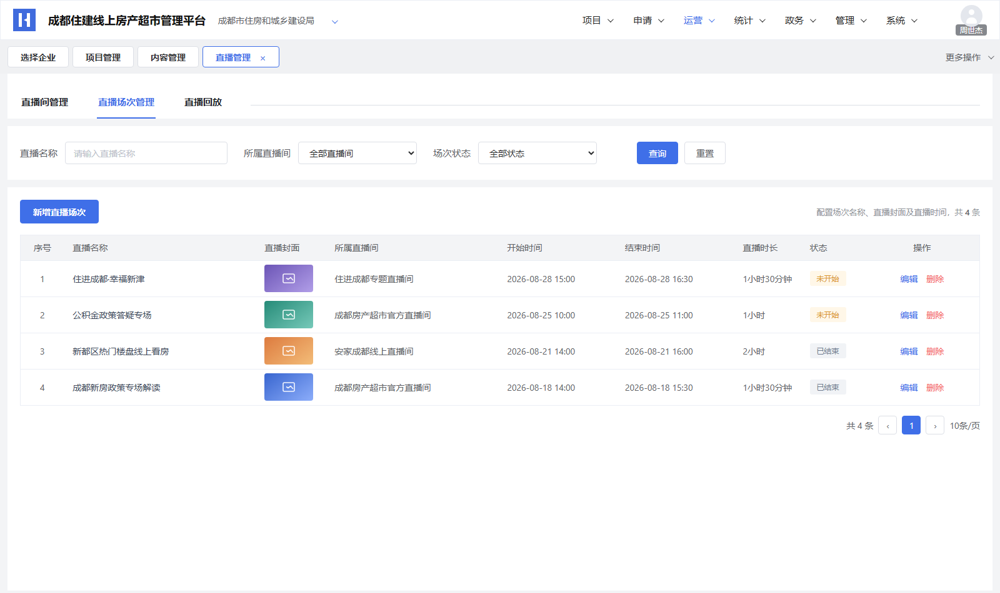 成都住建线上房产超市管理平台 成都市住房和城乡建设局 项目 申请 运营 统计 政务 管理 系统 周世杰
选择企业 项目管理 内容管理 直播管理 × 更多操作
直播间管理 直播场次管理 直播回放
直播名称 请输入直播名称 所属直播间 全部直播间 场次状态 全部状态 查询 重置
新增直播场次 配置场次名称、直播封面及直播时间，共 4 条
序号 直播名称 直播封面 所属直播间 开始时间 结束时间 直播时长 状态 操作
1 住进成都·幸福新津 住进成都专题直播间 2026-08-28 15:00 2026-08-28 16:30 1小时30分钟 未开始 编辑 删除
2 公积金政策答疑专场 成都房产超市官方直播间 2026-08-25 10:00 2026-08-25 11:00 1小时 未开始 编辑 删除
3 新都区热门楼盘线上看房 安家成都线上直播间 2026-08-21 14:00 2026-08-21 16:00 2小时 已结束 编辑 删除
4 成都新房政策专场解读 成都房产超市官方直播间 2026-08-18 14:00 2026-08-18 15:30 1小时30分钟 已结束 编辑 删除
共 4 条 ‹ 1 › 10条/页